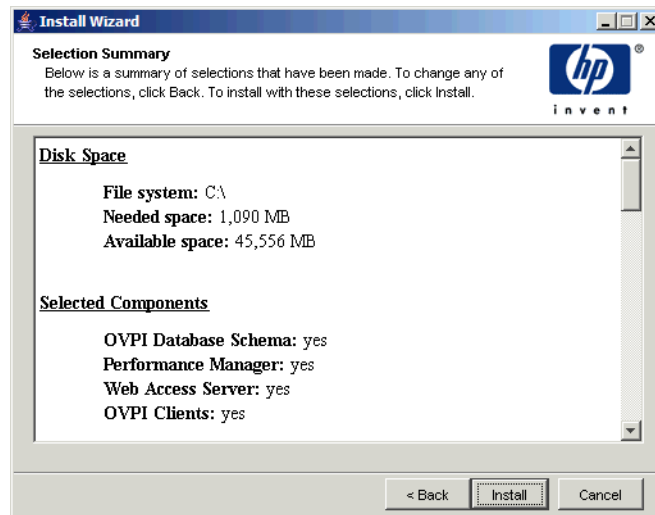 Install Wizard
Selection Summary
Below is a summary of selections that have been made. To change any of
the selections, click Back. To install with these selections, click Install.
hp
®
invent
Disk Space
File system: C:\
Needed space: 1,090 MB
Available space: 45,556 MB
Selected Components
OVPI Database Schema: yes
Performance Manager: yes
Web Access Server: yes
OVPI Clients: yes
< Back Install Cancel